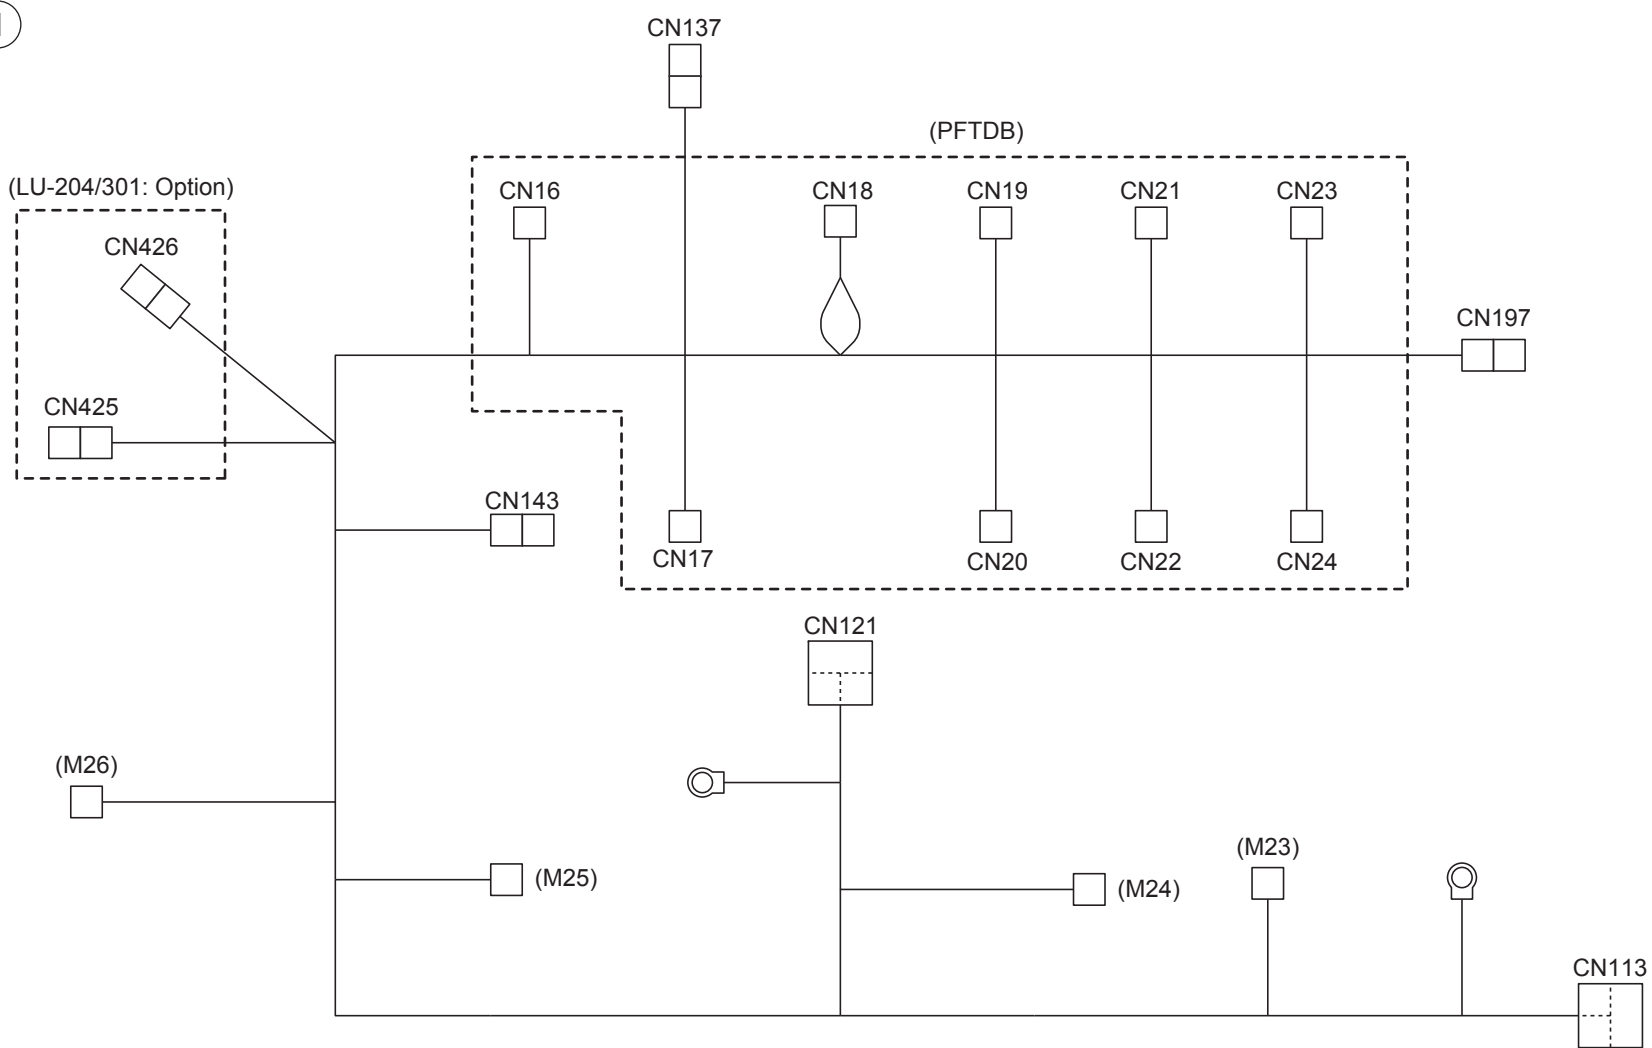 CN137
(PFTDB)
(LU-204/301: Option)
CN16
CN18
CN19
CN21
CN23
CN426
CN197
CN425
CN143
CN17
CN20
CN22
CN24
CN121
(M26)
(M25)
(M24)
(M23)
CN113